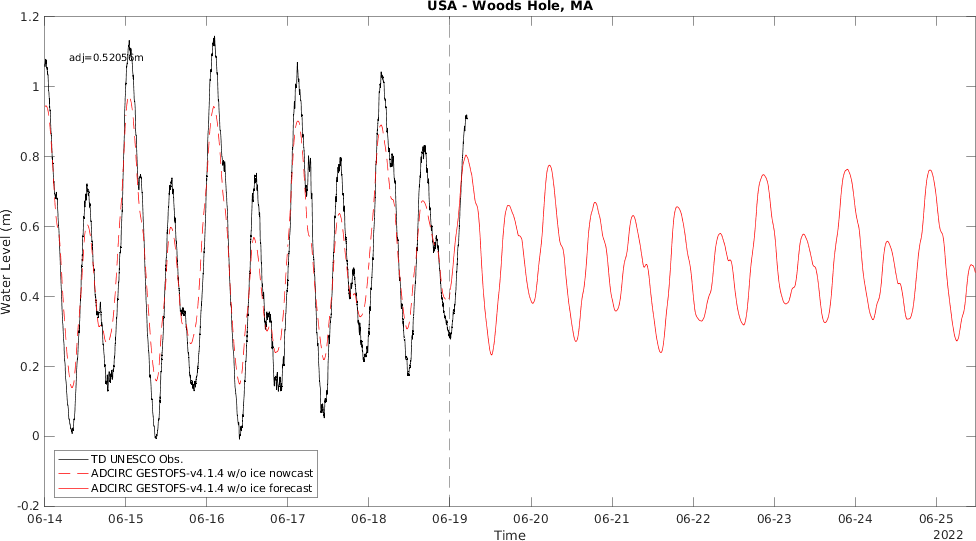 USA - Woods Hole, MA
adj=0.52056m
Water Level (m)
1.2
1
0.8
0.6
0.4
0.2
0
-0.2
TD UNESCO Obs.
ADCIRC GESTOFS-v4.1.4 w/o ice nowcast
ADCIRC GESTOFS-v4.1.4 w/o ice forecast
06-14 06-15 06-16 06-17 06-18 06-19 06-20 06-21 06-22 06-23 06-24 06-25
Time
2022